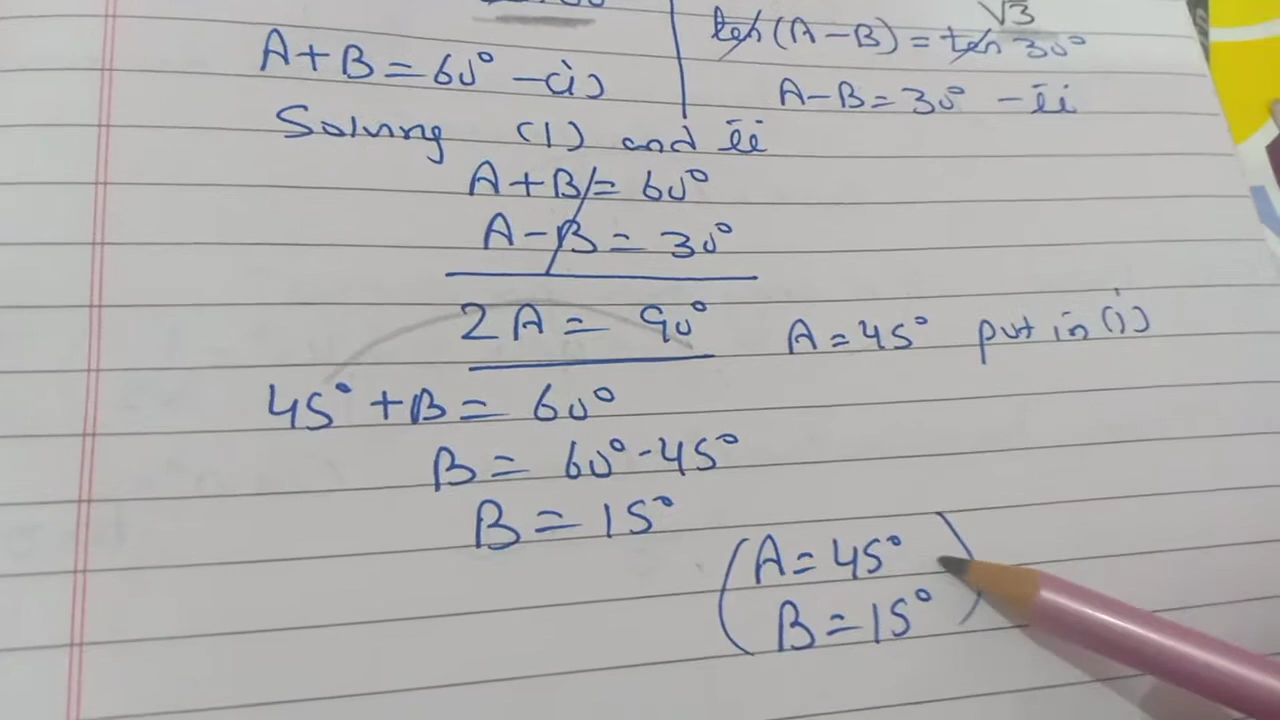 √3
tan(A-B) = tan 30°
A+B = 60° -(i)
A-B = 30° -ii
Solving (1) and ii
A+B = 60°
A-B = 30°
2A = 90° A = 45° put in (i)
45° +B = 60°
B = 60°-45°
B = 15°
(A = 45°
B = 15°)